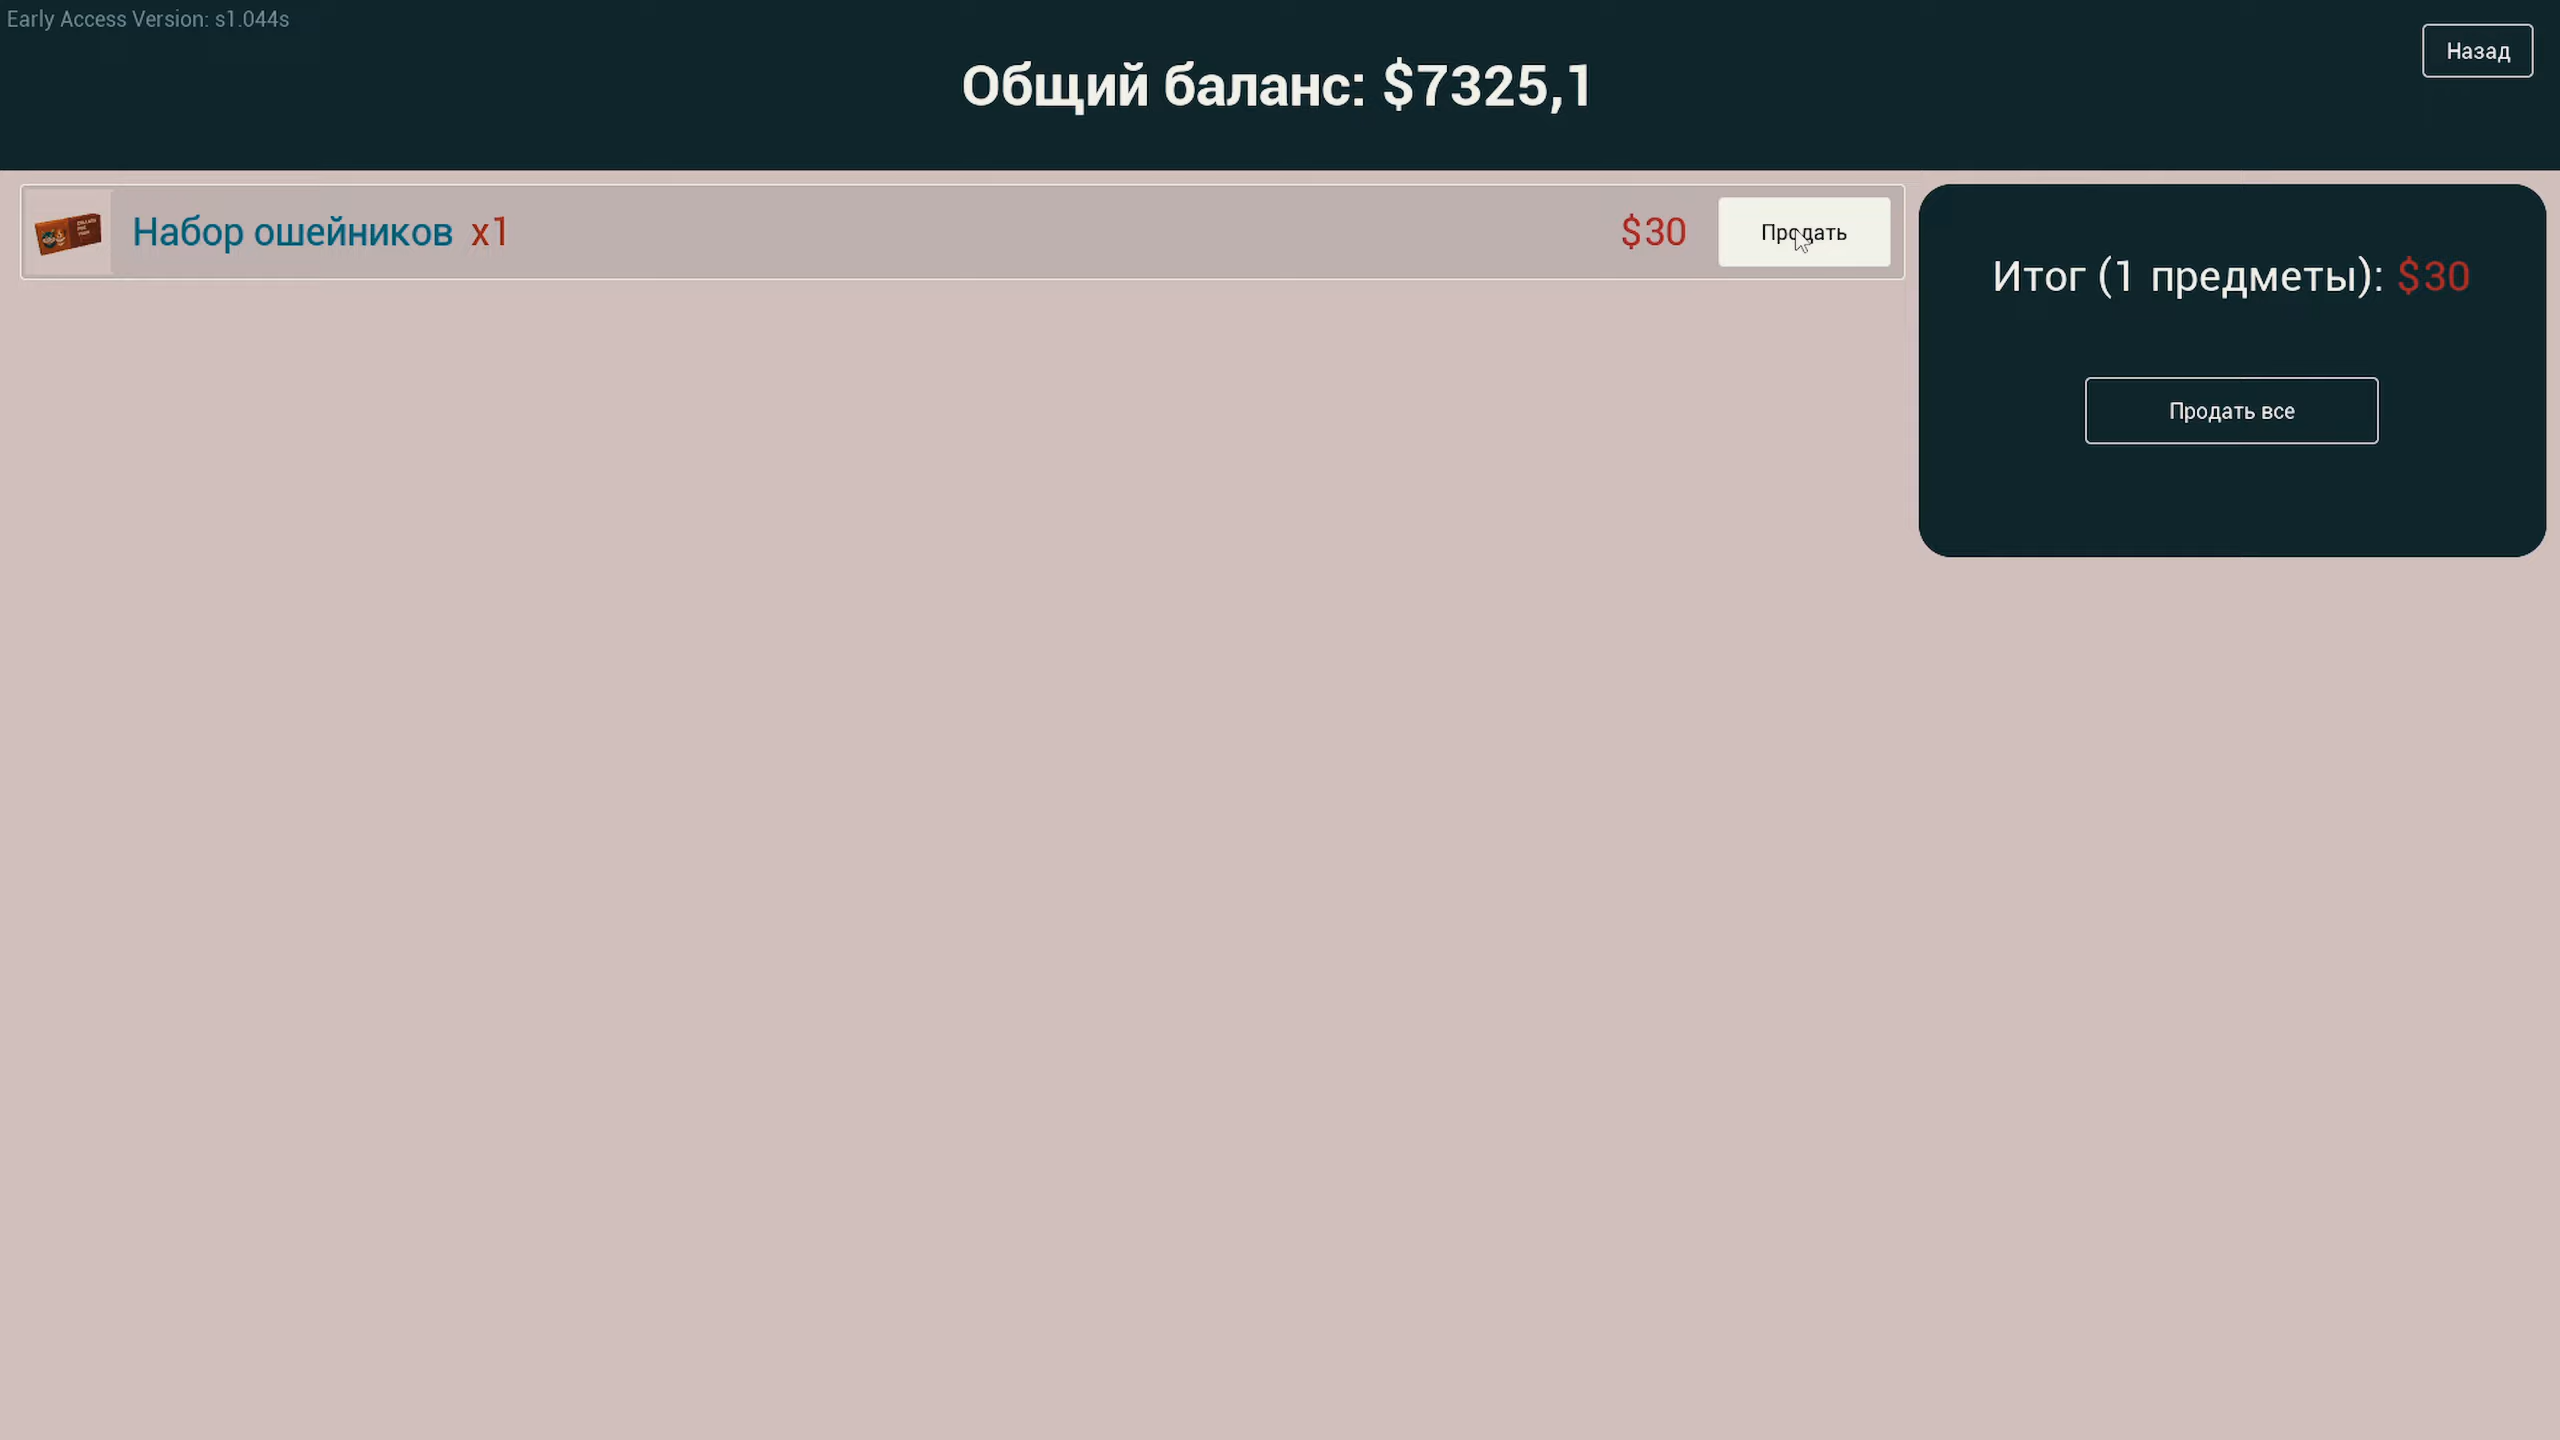 Early Access Version: s1.044s
Назад
Общий баланс: $7325,1
Набор ошейников x1 $30 Продать
Итог (1 предметы): $30
Продать все